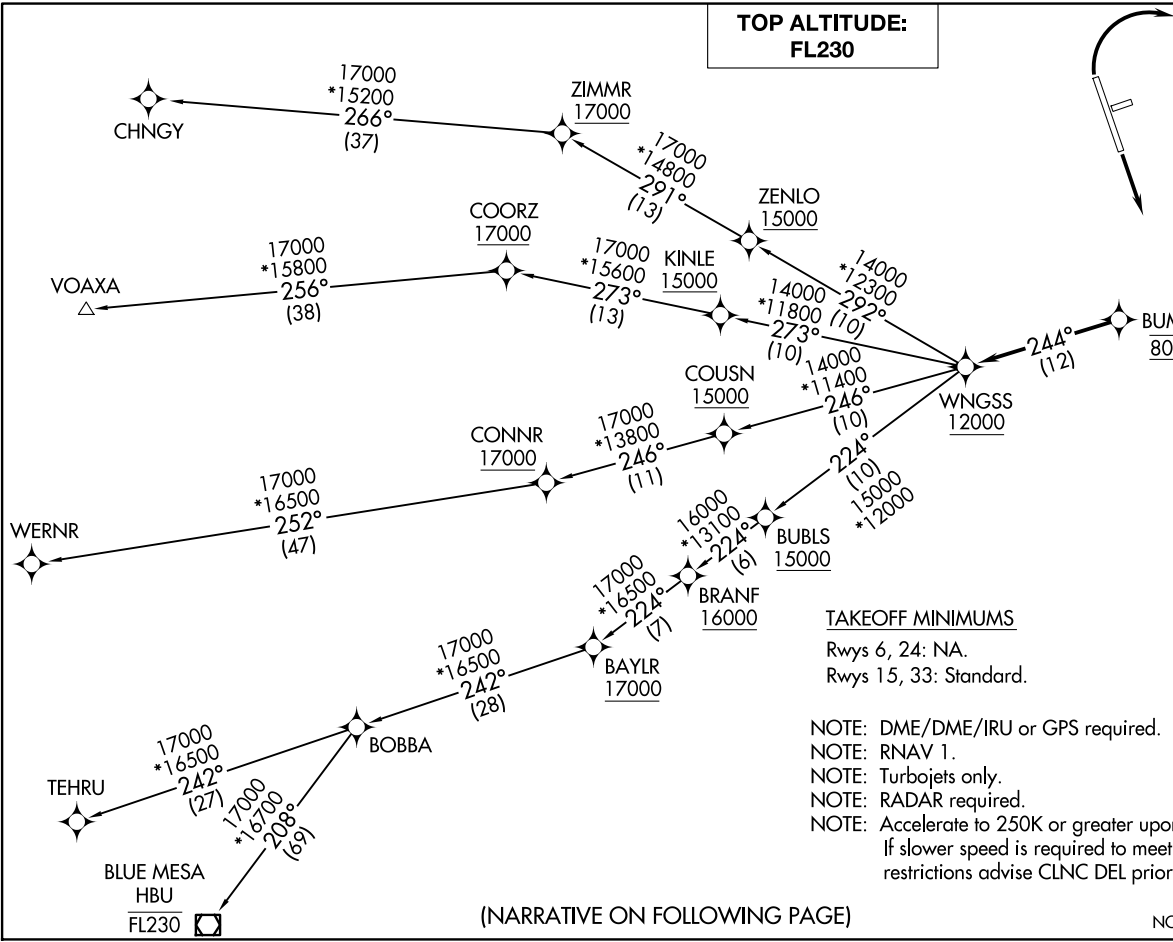 TOP ALTITUDE:
FL230
17000
*15200
266°
(37)
CHNGY
ZIMMR
17000
17000
*14800
291°
(13)
ZENLO
15000
14000
*12300
292°
(10)
COORZ
17000
17000
*15800
256°
(38)
VOAXA
17000
*15600
273°
(13)
KINLE
15000
14000
*11800
273°
(10)
244°
(12)
WNGSS
12000
14000
*11400
246°
(10)
COUSN
15000
17000
*13800
246°
(11)
CONNR
17000
17000
*16500
252°
(47)
WERNR
224°
(10)
15000
*12000
BUBLS
15000
16000
*13100
224°
(6)
BRANF
16000
17000
*16500
224°
(7)
BAYLR
17000
17000
*16500
242°
(28)
BOBBA
17000
*16500
242°
(27)
TEHRU
17000
*16700
208°
(69)
BLUE MESA
HBU
FL230
TAKEOFF MINIMUMS
Rwys 6, 24: NA.
Rwys 15, 33: Standard.
NOTE: DME/DME/IRU or GPS required.
NOTE: RNAV 1.
NOTE: Turbojets only.
NOTE: RADAR required.
NOTE: Accelerate to 250K or greater
If slower speed is required to meet
restrictions advise CLNC DEL prior
(NARRATIVE ON FOLLOWING PAGE)